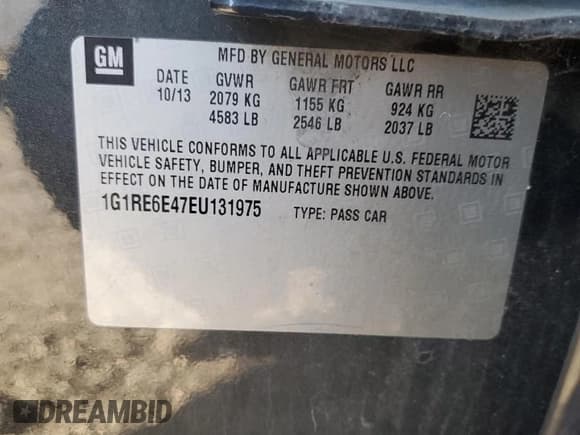 GM
MFD BY GENERAL MOTORS LLC
DATE GVWR GAWR FRT GAWR RR
10/13 2079 KG 1155 KG 924 KG
4583 LB 2546 LB 2037 LB
THIS VEHICLE CONFORMS TO ALL APPLICABLE U.S. FEDERAL MOTOR
VEHICLE SAFETY, BUMPER, AND THEFT PREVENTION STANDARDS IN
EFFECT ON THE DATE OF MANUFACTURE SHOWN ABOVE.
1G1RE6E47EU131975 TYPE: PASS CAR
DREAMBID